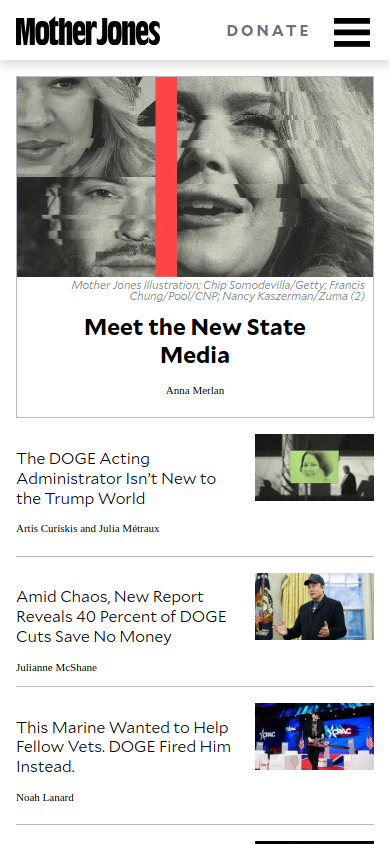 Mother Jones
DONATE
Mother Jones illustration; Chip Somodevilla/Getty; Francis
Chung/Pool/CNP; Nancy Kaszerman/Zuma (2)
Meet the New State
Media
Anna Merlan
The DOGE Acting
Administrator Isn’t New to
the Trump World
Artis Curiskis and Julia Métraux
Amid Chaos, New Report
Reveals 40 Percent of DOGE
Cuts Save No Money
Julianne McShane
This Marine Wanted to Help
Fellow Vets. DOGE Fired Him
Instead.
Noah Lanard